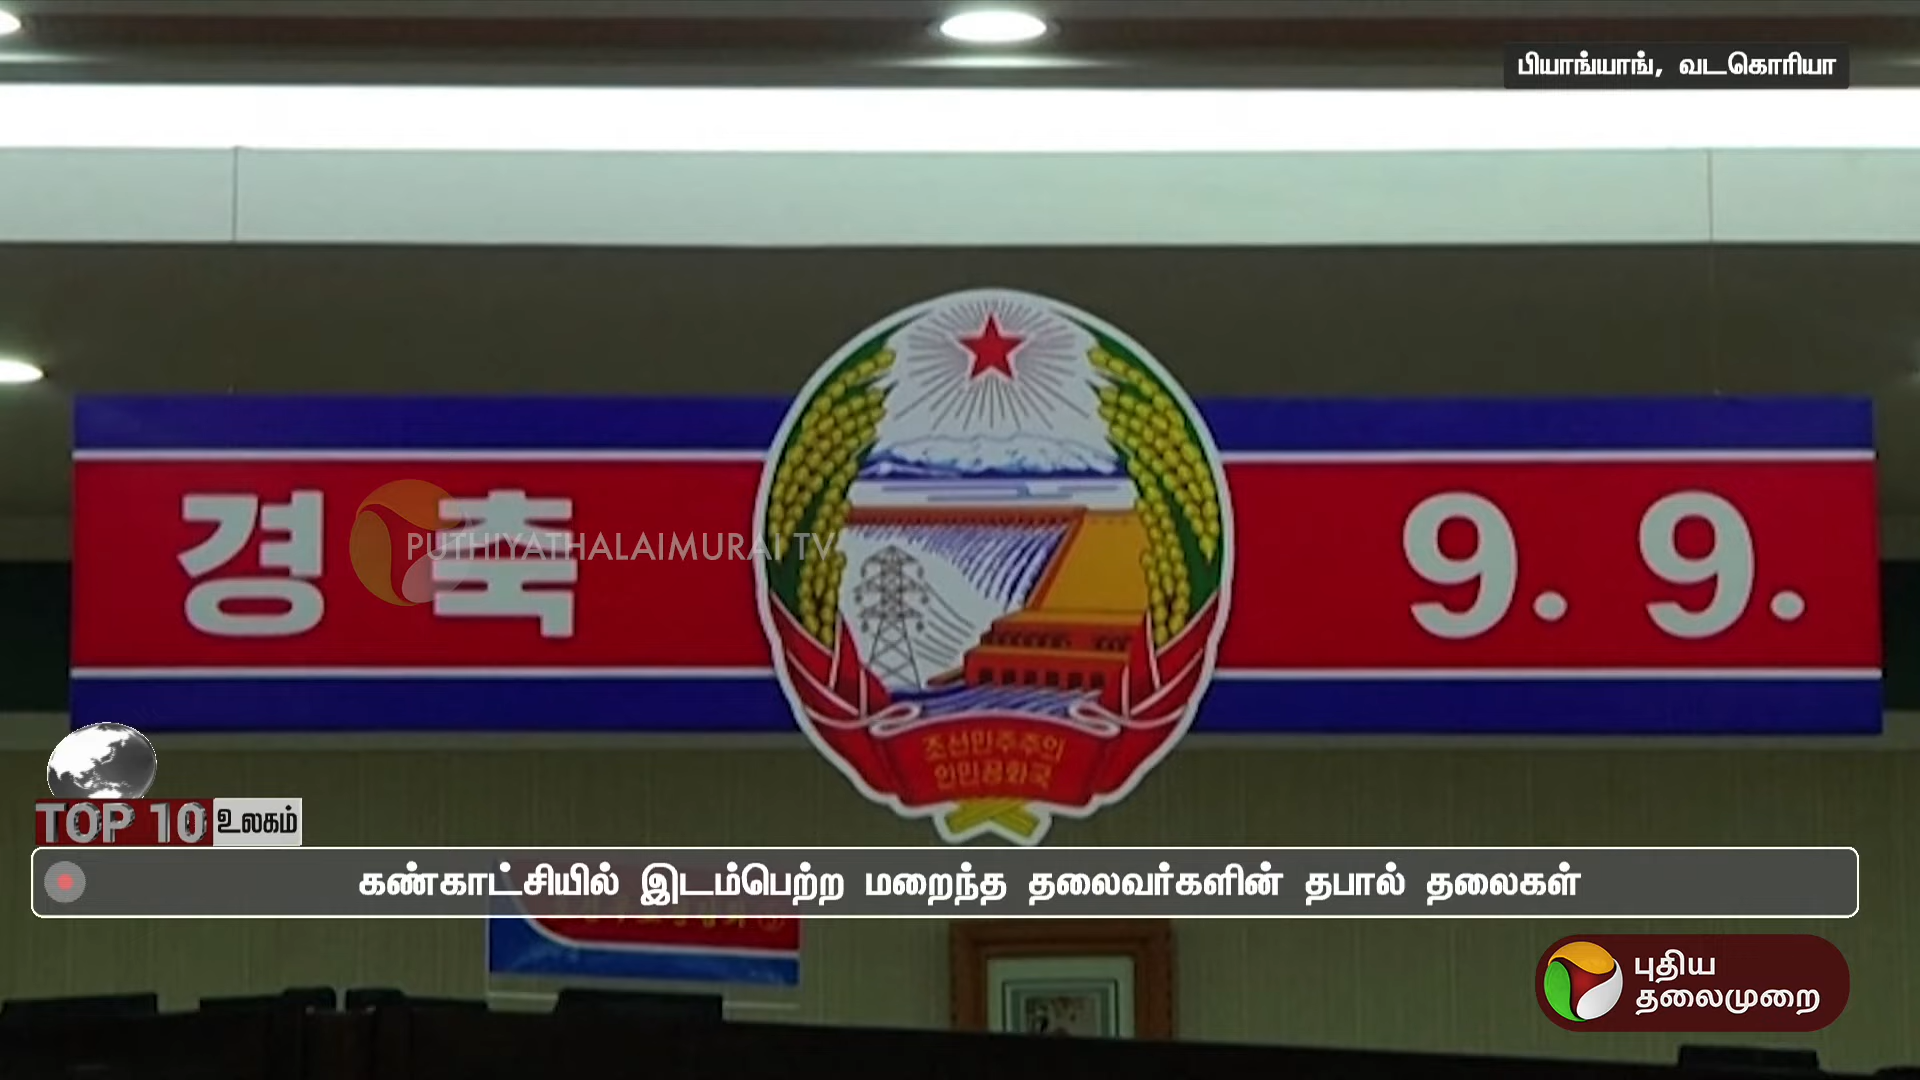 பியாங்யாங், வடகொரியா
경축
9. 9.
PUTHIYATHALAIMURAI TV
조선민주주의
인민공화국
TOP 10 உலகம்
கண்காட்சியில் இடம்பெற்ற மறைந்த தலைவர்களின் தபால் தலைகள்
புதிய
தலைமுறை